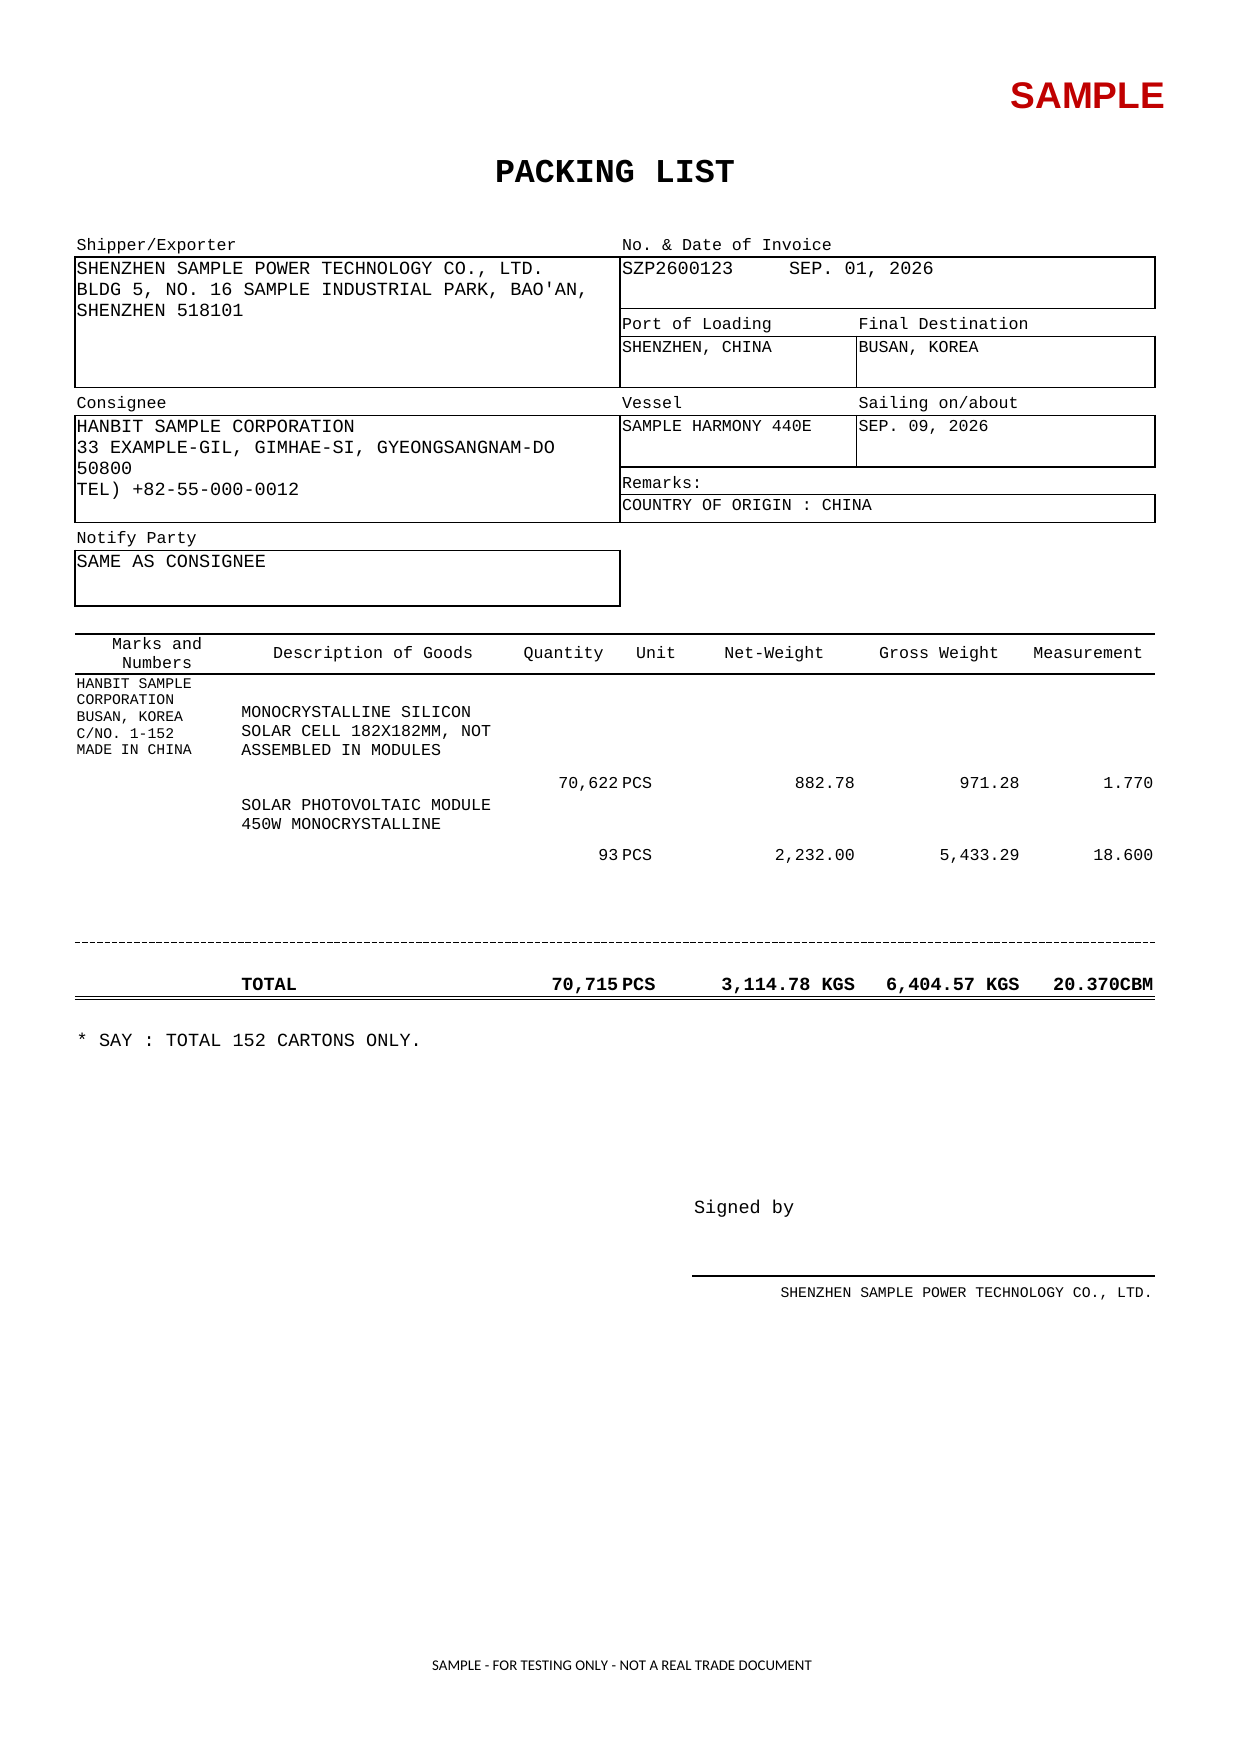 SAMPLE
PACKING LIST
Shipper/Exporter
No. & Date of Invoice
SHENZHEN SAMPLE POWER TECHNOLOGY CO., LTD.
BLDG 5, NO. 16 SAMPLE INDUSTRIAL PARK, BAO'AN,
SHENZHEN 518101
SZP2600123 SEP. 01, 2026
Port of Loading Final Destination
SHENZHEN, CHINA BUSAN, KOREA
Consignee
Vessel Sailing on/about
HANBIT SAMPLE CORPORATION
33 EXAMPLE-GIL, GIMHAE-SI, GYEONGSANGNAM-DO
50800
TEL) +82-55-000-0012
SAMPLE HARMONY 440E SEP. 09, 2026
Remarks:
COUNTRY OF ORIGIN : CHINA
Notify Party
SAME AS CONSIGNEE
Marks and
Numbers
Description of Goods Quantity Unit Net-Weight Gross Weight Measurement
HANBIT SAMPLE
CORPORATION
BUSAN, KOREA
C/NO. 1-152
MADE IN CHINA
MONOCRYSTALLINE SILICON
SOLAR CELL 182X182MM, NOT
ASSEMBLED IN MODULES
70,622 PCS 882.78 971.28 1.770
SOLAR PHOTOVOLTAIC MODULE
450W MONOCRYSTALLINE
93 PCS 2,232.00 5,433.29 18.600
TOTAL 70,715 PCS 3,114.78 KGS 6,404.57 KGS 20.370CBM
* SAY : TOTAL 152 CARTONS ONLY.
Signed by
SHENZHEN SAMPLE POWER TECHNOLOGY CO., LTD.
SAMPLE - FOR TESTING ONLY - NOT A REAL TRADE DOCUMENT